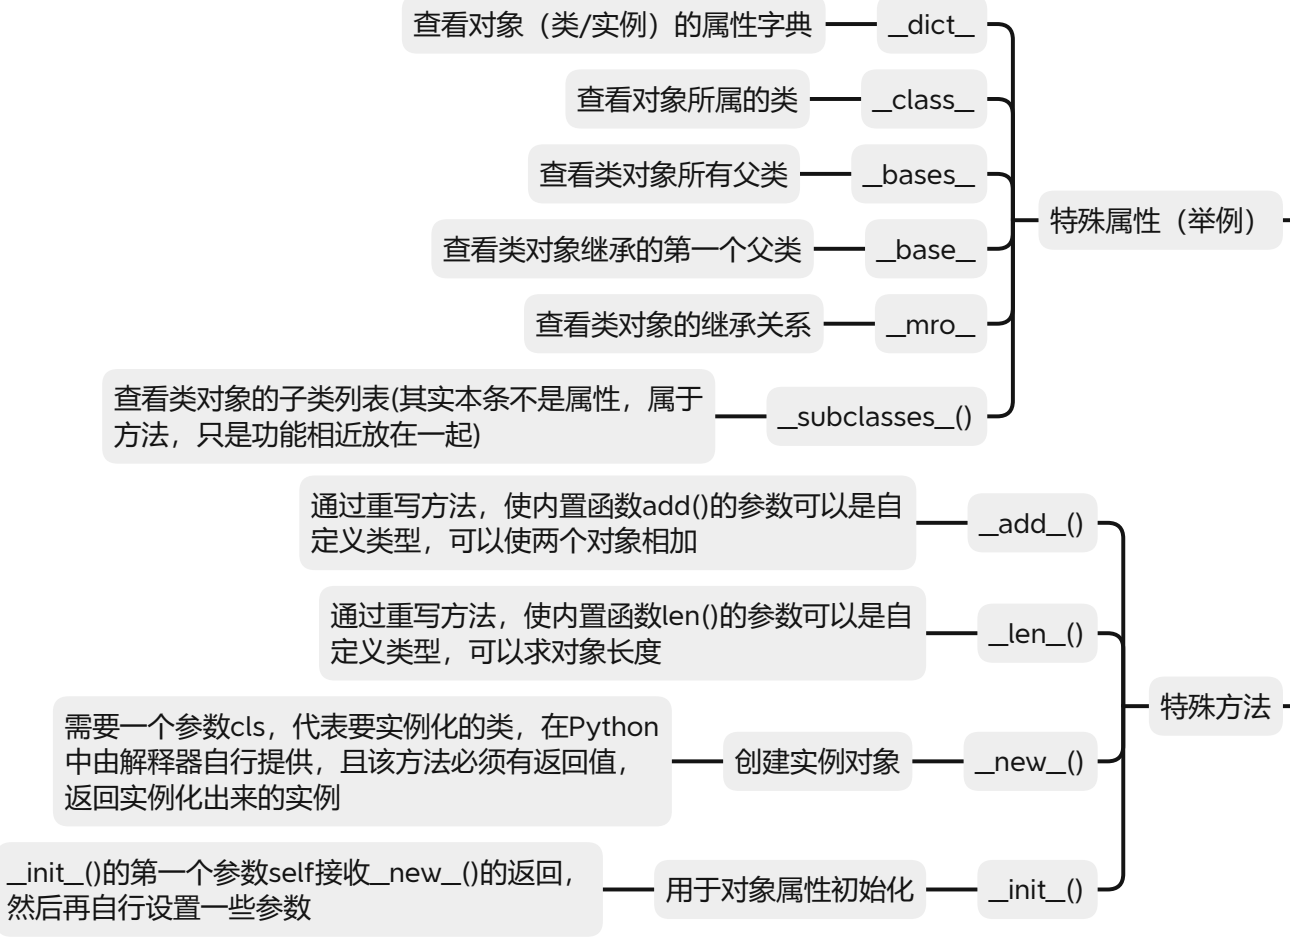 查看对象（类/实例）的属性字典
__dict__
查看对象所属的类
__class__
查看类对象所有父类
__bases__
查看类对象继承的第一个父类
__base__
查看类对象的继承关系
__mro__
查看类对象的子类列表(其实本条不是属性，属于
方法，只是功能相近放在一起)
__subclasses__()
特殊属性（举例）
通过重写方法，使内置函数add()的参数可以是自
定义类型，可以使两个对象相加
__add__()
通过重写方法，使内置函数len()的参数可以是自
定义类型，可以求对象长度
__len__()
需要一个参数cls，代表要实例化的类，在Python
中由解释器自行提供，且该方法必须有返回值，
返回实例化出来的实例
创建实例对象
__new__()
__init__()的第一个参数self接收__new__()的返回，
然后再自行设置一些参数
用于对象属性初始化
__init__()
特殊方法